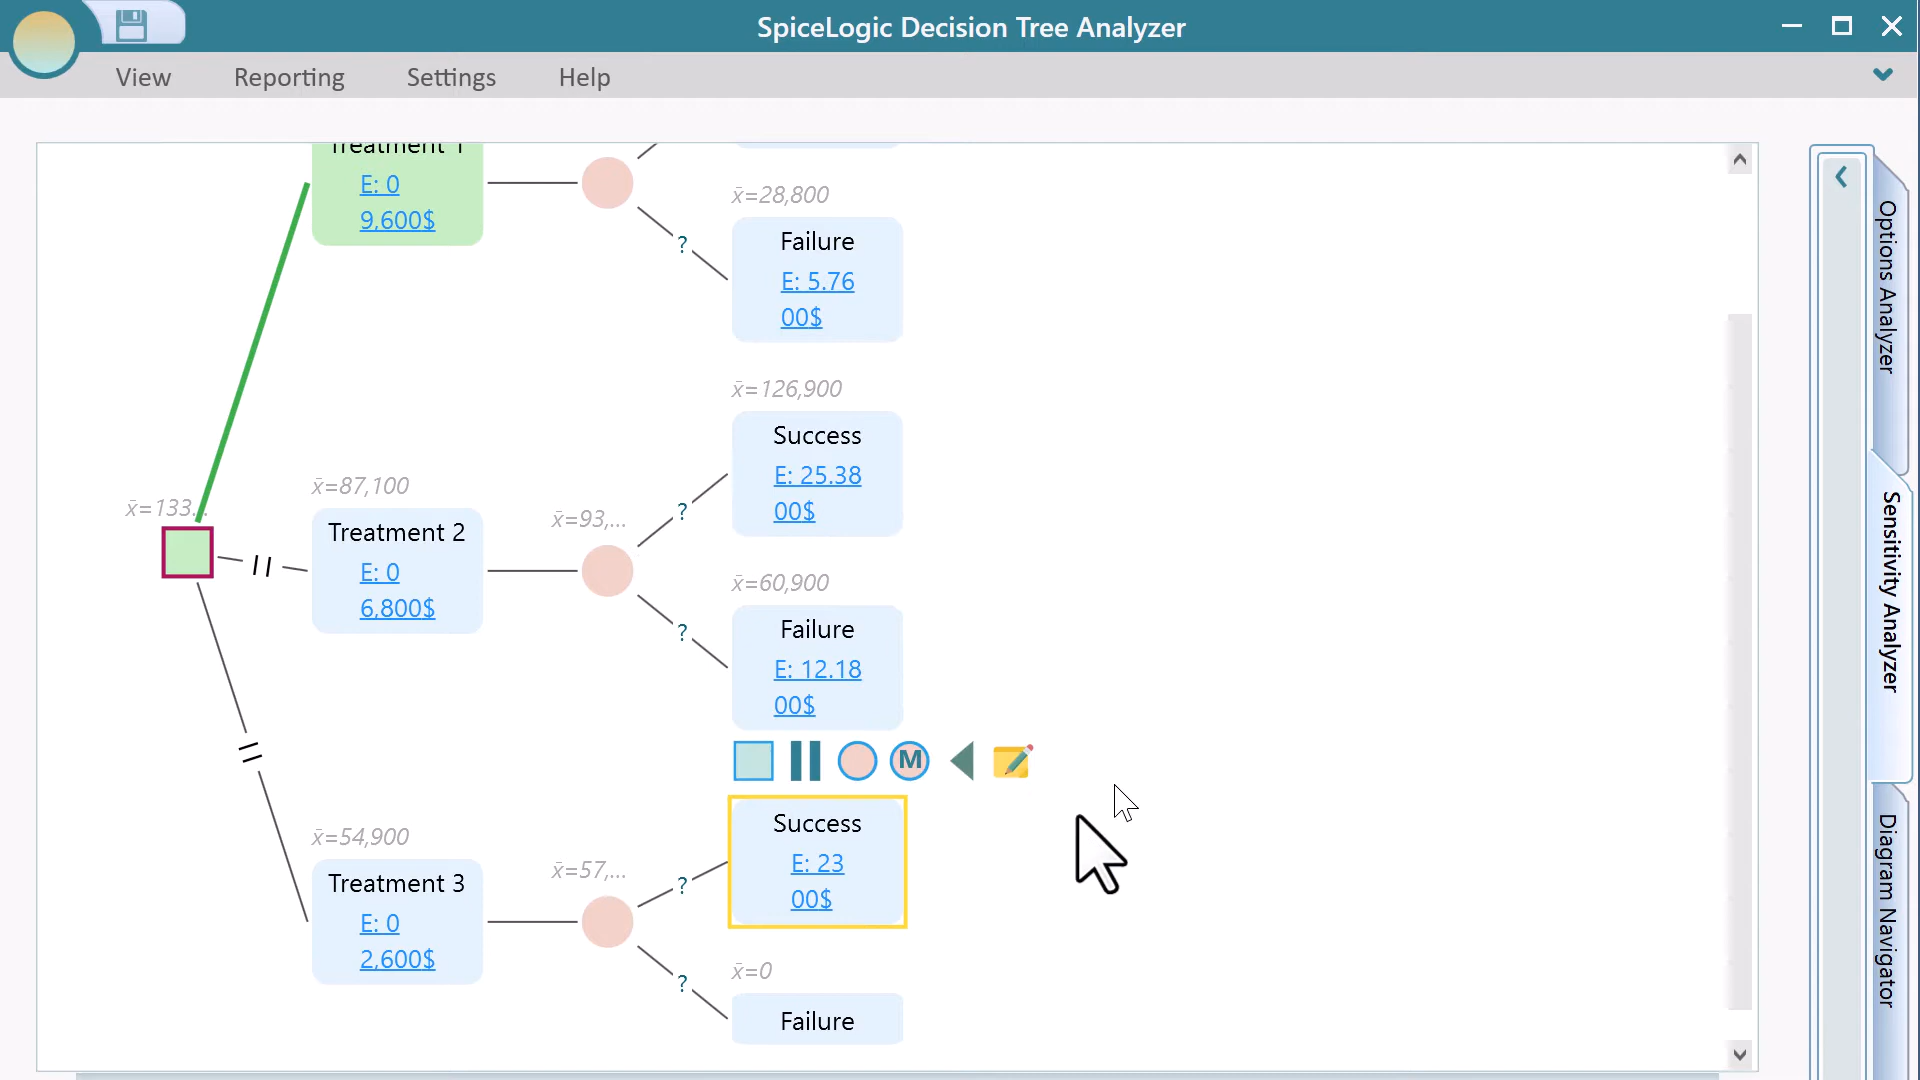 SpiceLogic Decision Tree Analyzer
View Reporting Settings Help
Treatment 1
E: 0
9,600$
x̄=28,800
Failure
E: 5.76
00$
x̄=126,900
Success
E: 25.38
00$
x̄=133...
x̄=87,100
Treatment 2
E: 0
6,800$
x̄=93,...
x̄=60,900
Failure
E: 12.18
00$
M
x̄=54,900
Treatment 3
E: 0
2,600$
x̄=57,...
Success
E: 23
00$
x̄=0
Failure
?
?
?
?
?
Options Analyzer
Sensitivity Analyzer
Diagram Navigator